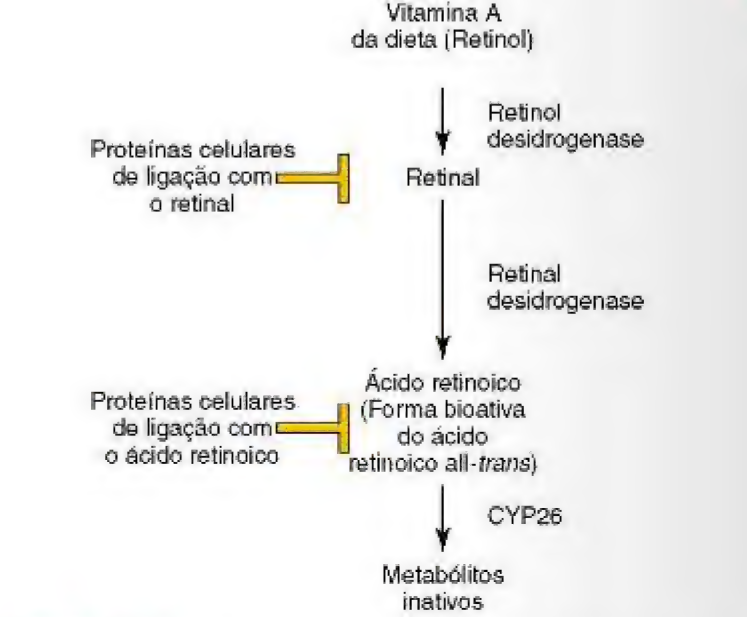 Vitamina A
da dieta (Retinol)
Retinol
desidrogenase
Proteínas celulares
de ligação com
o retinal
Retinal
Retinal
desidrogenase
Ácido retinoico
(Forma bioativa
do ácido
retinoico all-trans)
Proteínas celulares
de ligação com
o ácido retinoico
CYP26
Metabólitos
inativos